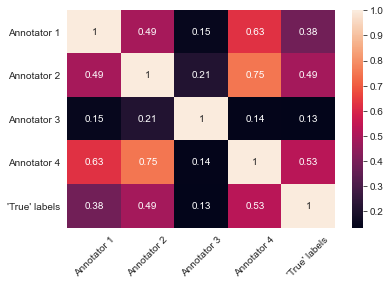 Annotator 1 1 0.49 0.15 0.63 0.38
Annotator 2 0.49 1 0.21 0.75 0.49
Annotator 3 0.15 0.21 1 0.14 0.13
Annotator 4 0.63 0.75 0.14 1 0.53
'True' labels 0.38 0.49 0.13 0.53 1
Annotator 1 Annotator 2 Annotator 3 Annotator 4 'True' labels
1.0
0.9
0.8
0.7
0.6
0.5
0.4
0.3
0.2